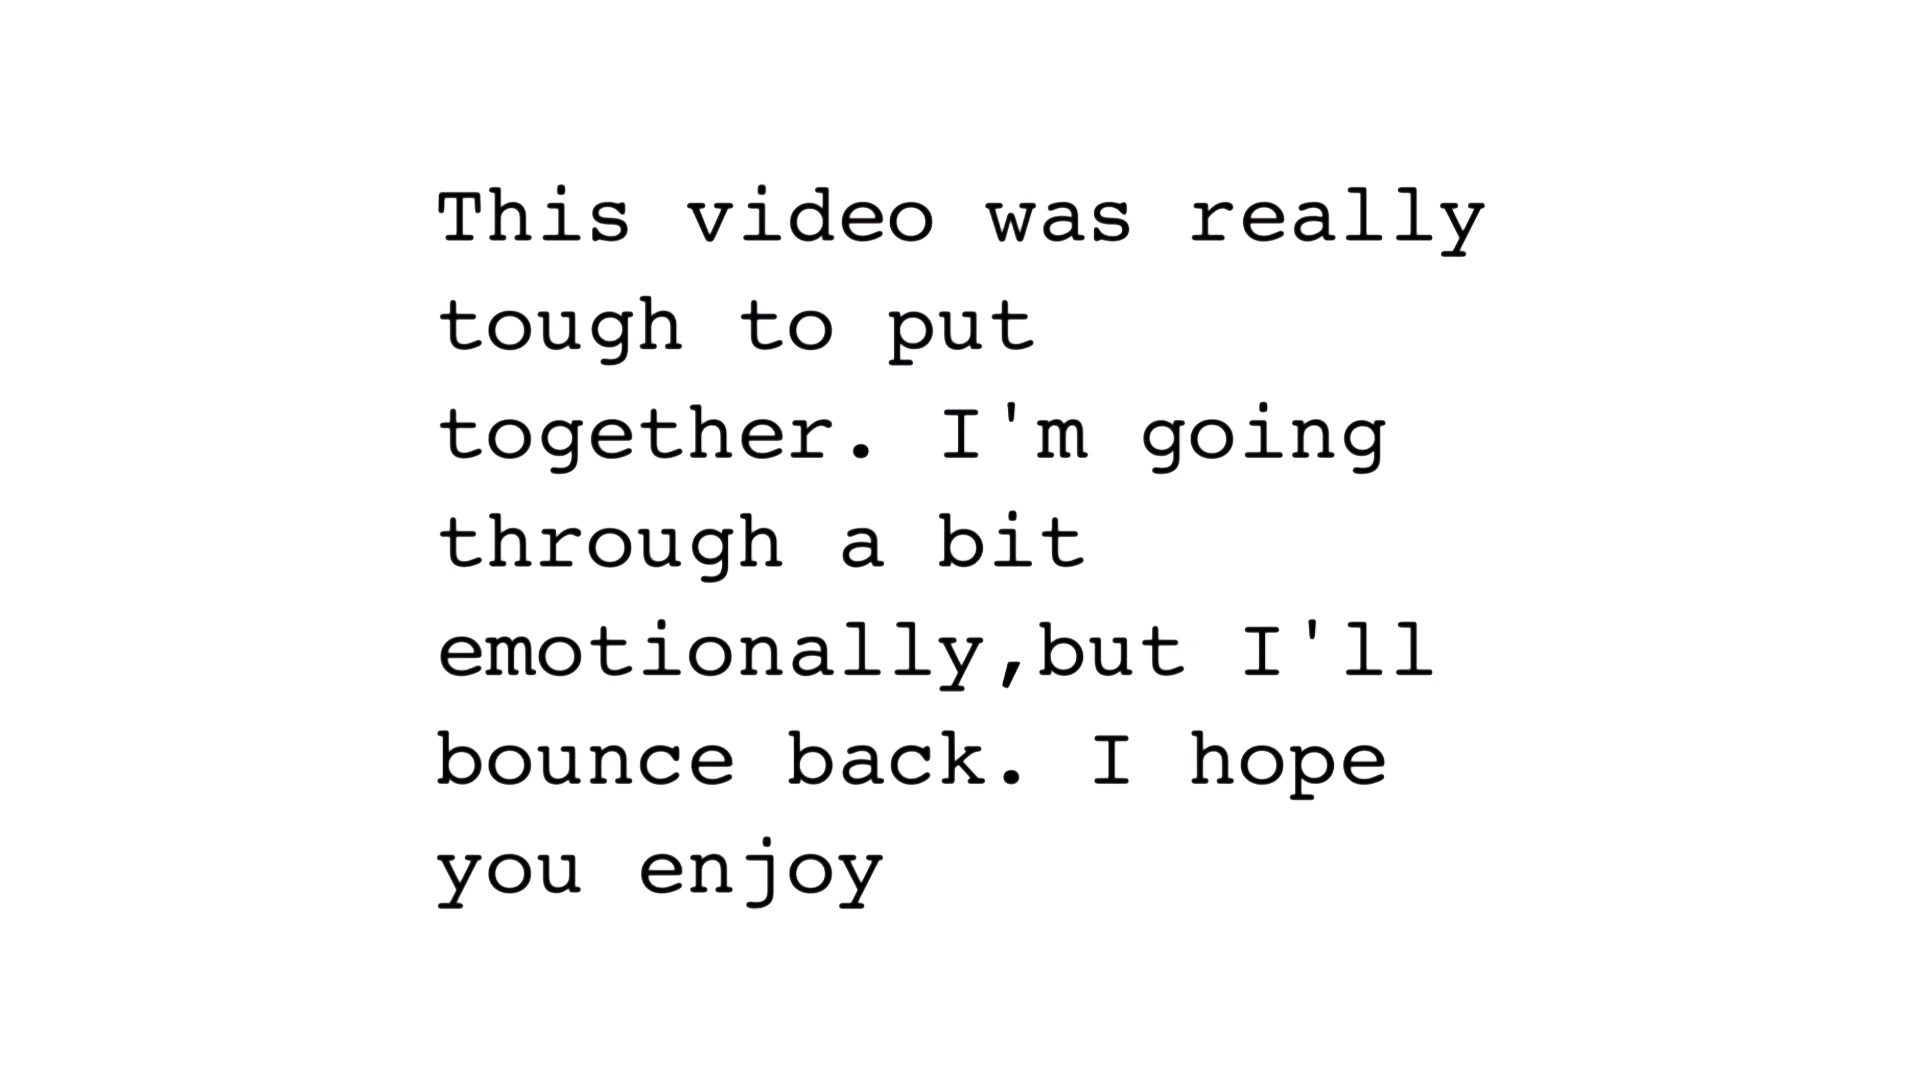 This video was really
tough to put
together. I'm going
through a bit
emotionally,but I'll
bounce back. I hope
you enjoy